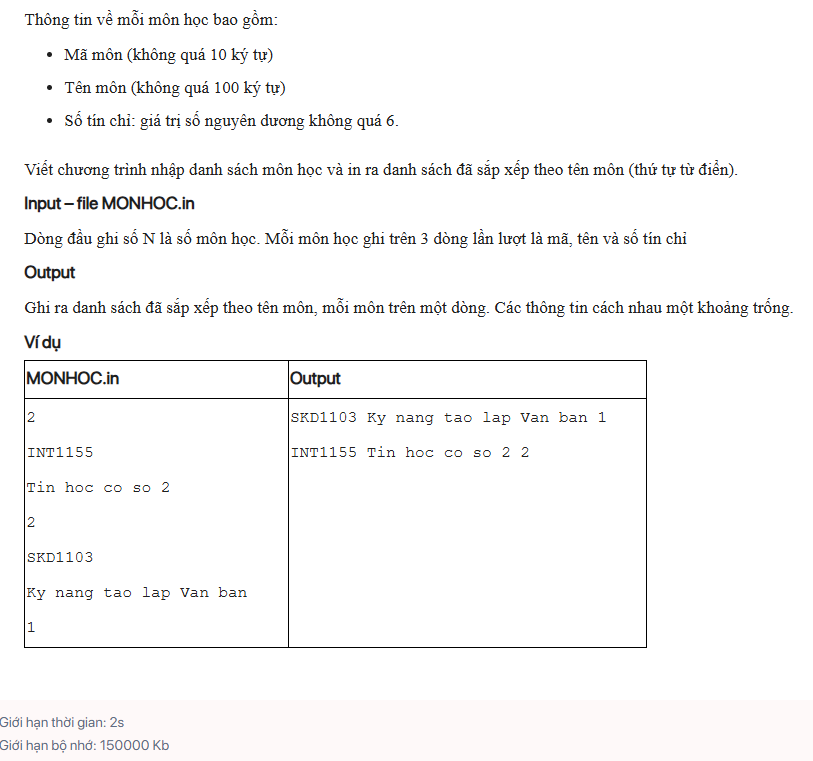 Thông tin về mỗi môn học bao gồm:
• Mã môn (không quá 10 ký tự)
• Tên môn (không quá 100 ký tự)
• Số tín chỉ: giá trị số nguyên dương không quá 6.
Viết chương trình nhập danh sách môn học và in ra danh sách đã sắp xếp theo tên môn (thứ tự từ điển).
Input – file MONHOC.in
Dòng đầu ghi số N là số môn học. Mỗi môn học ghi trên 3 dòng lần lượt là mã, tên và số tín chỉ
Output
Ghi ra danh sách đã sắp xếp theo tên môn, mỗi môn trên một dòng. Các thông tin cách nhau một khoảng trống.
Ví dụ
MONHOC.in
2
INT1155
Tin hoc co so 2
2
SKD1103
Ky nang tao lap Van ban
1
Output
SKD1103 Ky nang tao lap Van ban 1
INT1155 Tin hoc co so 2 2
Giới hạn thời gian: 2s
Giới hạn bộ nhớ: 150000 Kb